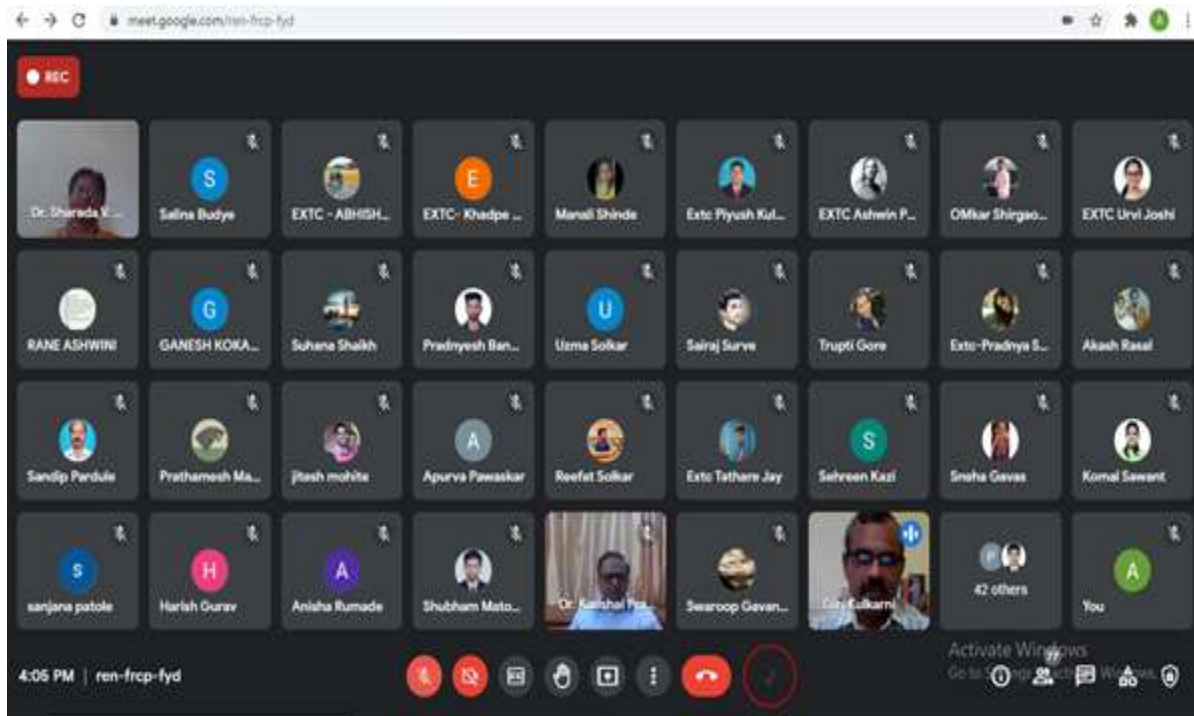 meet.google.com/ren-frcp-fyd
A
REC
Dr. Sharada V...
S
Salina Budye
EXTC - ABHISH...
E
EXTC- Khadpe ...
Manali Shinde
Extc Piyush Kul...
EXTC Ashwin P...
OMkar Shirgao...
EXTC Urvi Joshi
RANE ASHWINI
G
GANESH KOKA...
Suhana Shaikh
Pradnyesh Ban...
U
Uzma Solkar
Sairaj Surve
Trupti Gore
Extc-Pradnya S...
Akash Rasal
Sandip Pardule
Prathamesh Ma...
jitesh mohite
A
Apurva Pawaskar
Reefat Solkar
Extc Tathare Jay
S
Sehreen Kazi
Sneha Gavas
Komal Sawant
S
sanjana patole
H
Harish Gurav
A
Anisha Rumade
Shubham Mato...
Dr. Kaushal Pra...
Swaroop Gavan...
Kulkarni
P
42 others
A
You
4:05 PM | ren-frcp-fyd
Activate Windows
Go to
77